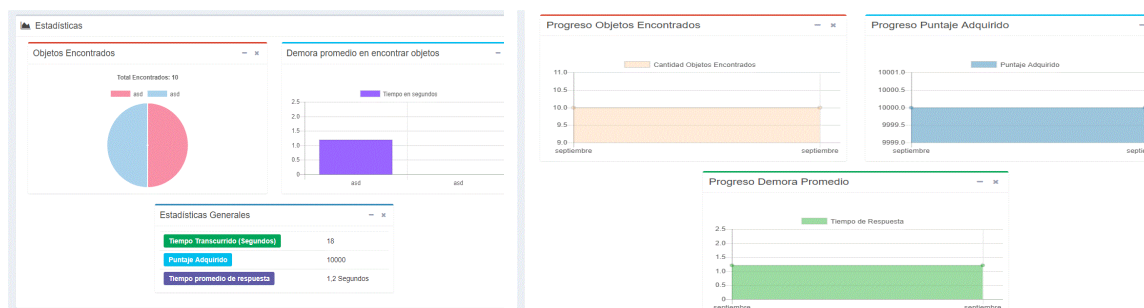 Estadísticas
Objetos Encontrados
Total Encontrados: 10
asd asd
Demora promedio en encontrar objetos
Tiempo en segundos
2.5
2.0
1.5
1.0
0.5
0
asd asd
Estadísticas Generales
Tiempo Transcurrido (Segundos) 18
Puntaje Adquirido 10000
Tiempo promedio de respuesta 1,2 Segundos
Progreso Objetos Encontrados
Cantidad Objetos Encontrados
11.0
10.5
10.0
9.5
9.0
septiembre septiembre
Progreso Puntaje Adquirido
Puntaje Adquirido
10001.0
10000.5
10000.0
9999.5
9999.0
septiembre septie
Progreso Demora Promedio
Tiempo de Respuesta
2.5
2.0
1.5
1.0
0.5
0
septiembre septiembre